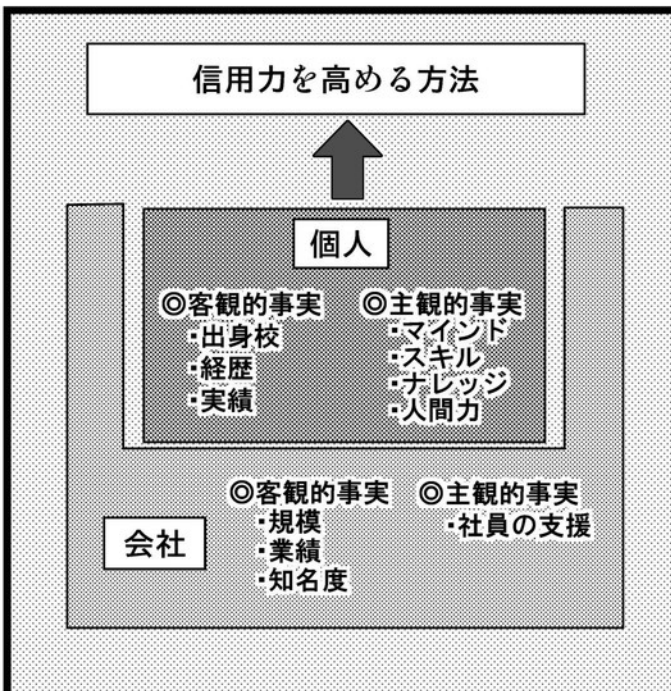 信用力を高める方法
個人
◎客観的事実
・出身校
・経歴
・実績
◎主観的事実
・マインド
・スキル
・ナレッジ
・人間力
会社
◎客観的事実
・規模
・業績
・知名度
◎主観的事実
・社員の支援